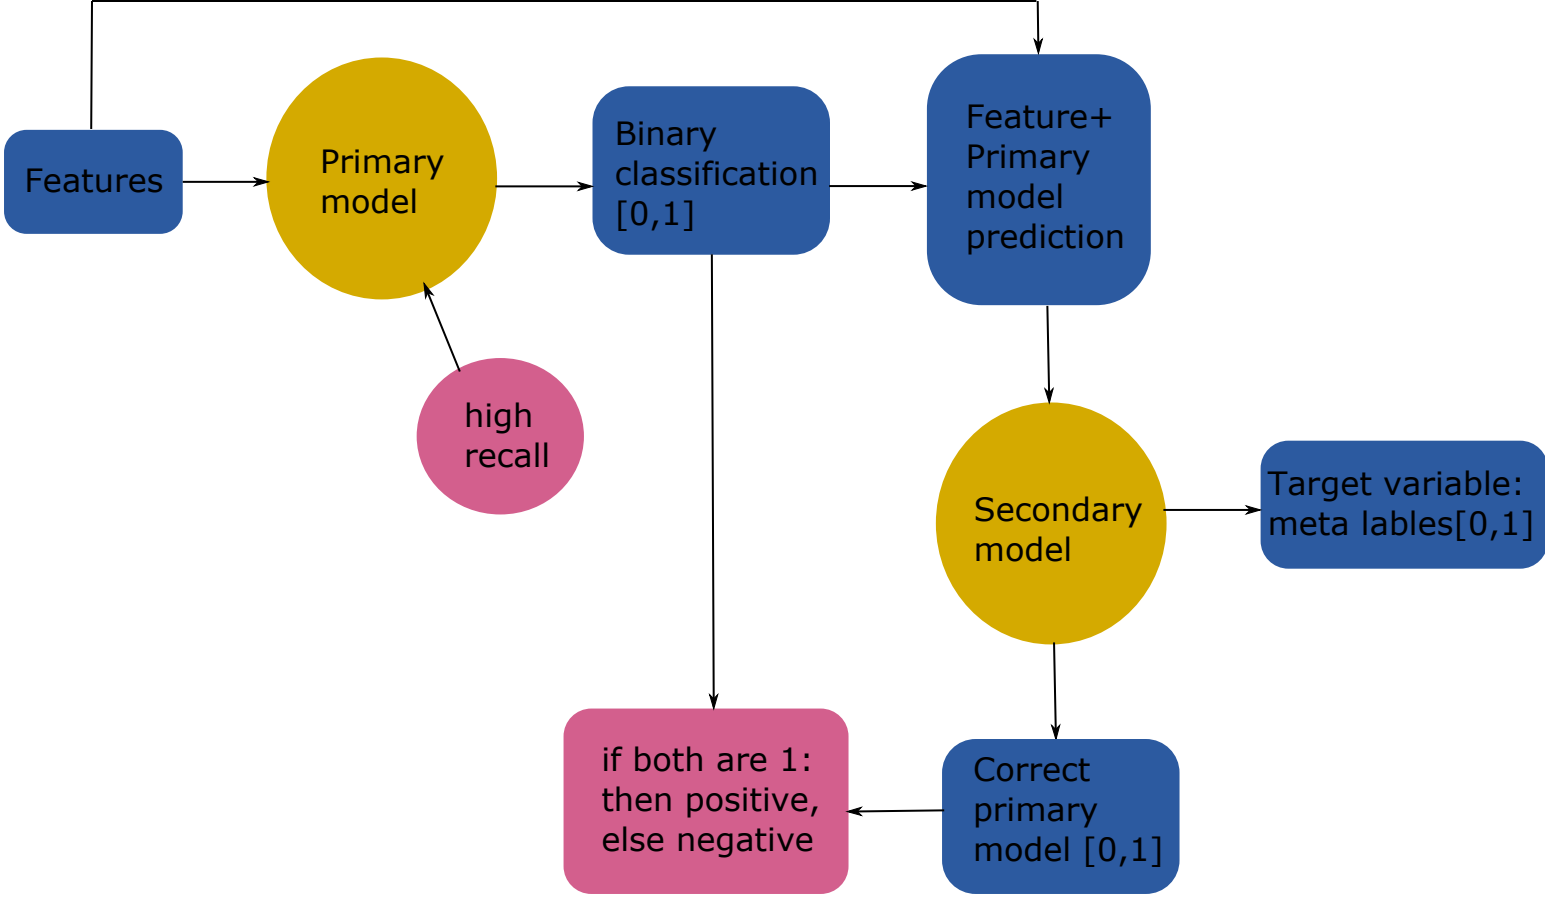 Features
Primary
model
Binary
classification
[0,1]
Feature+
Primary
model
prediction
high
recall
Secondary
model
Target variable:
meta lables[0,1]
if both are 1:
then positive,
else negative
Correct
primary
model [0,1]